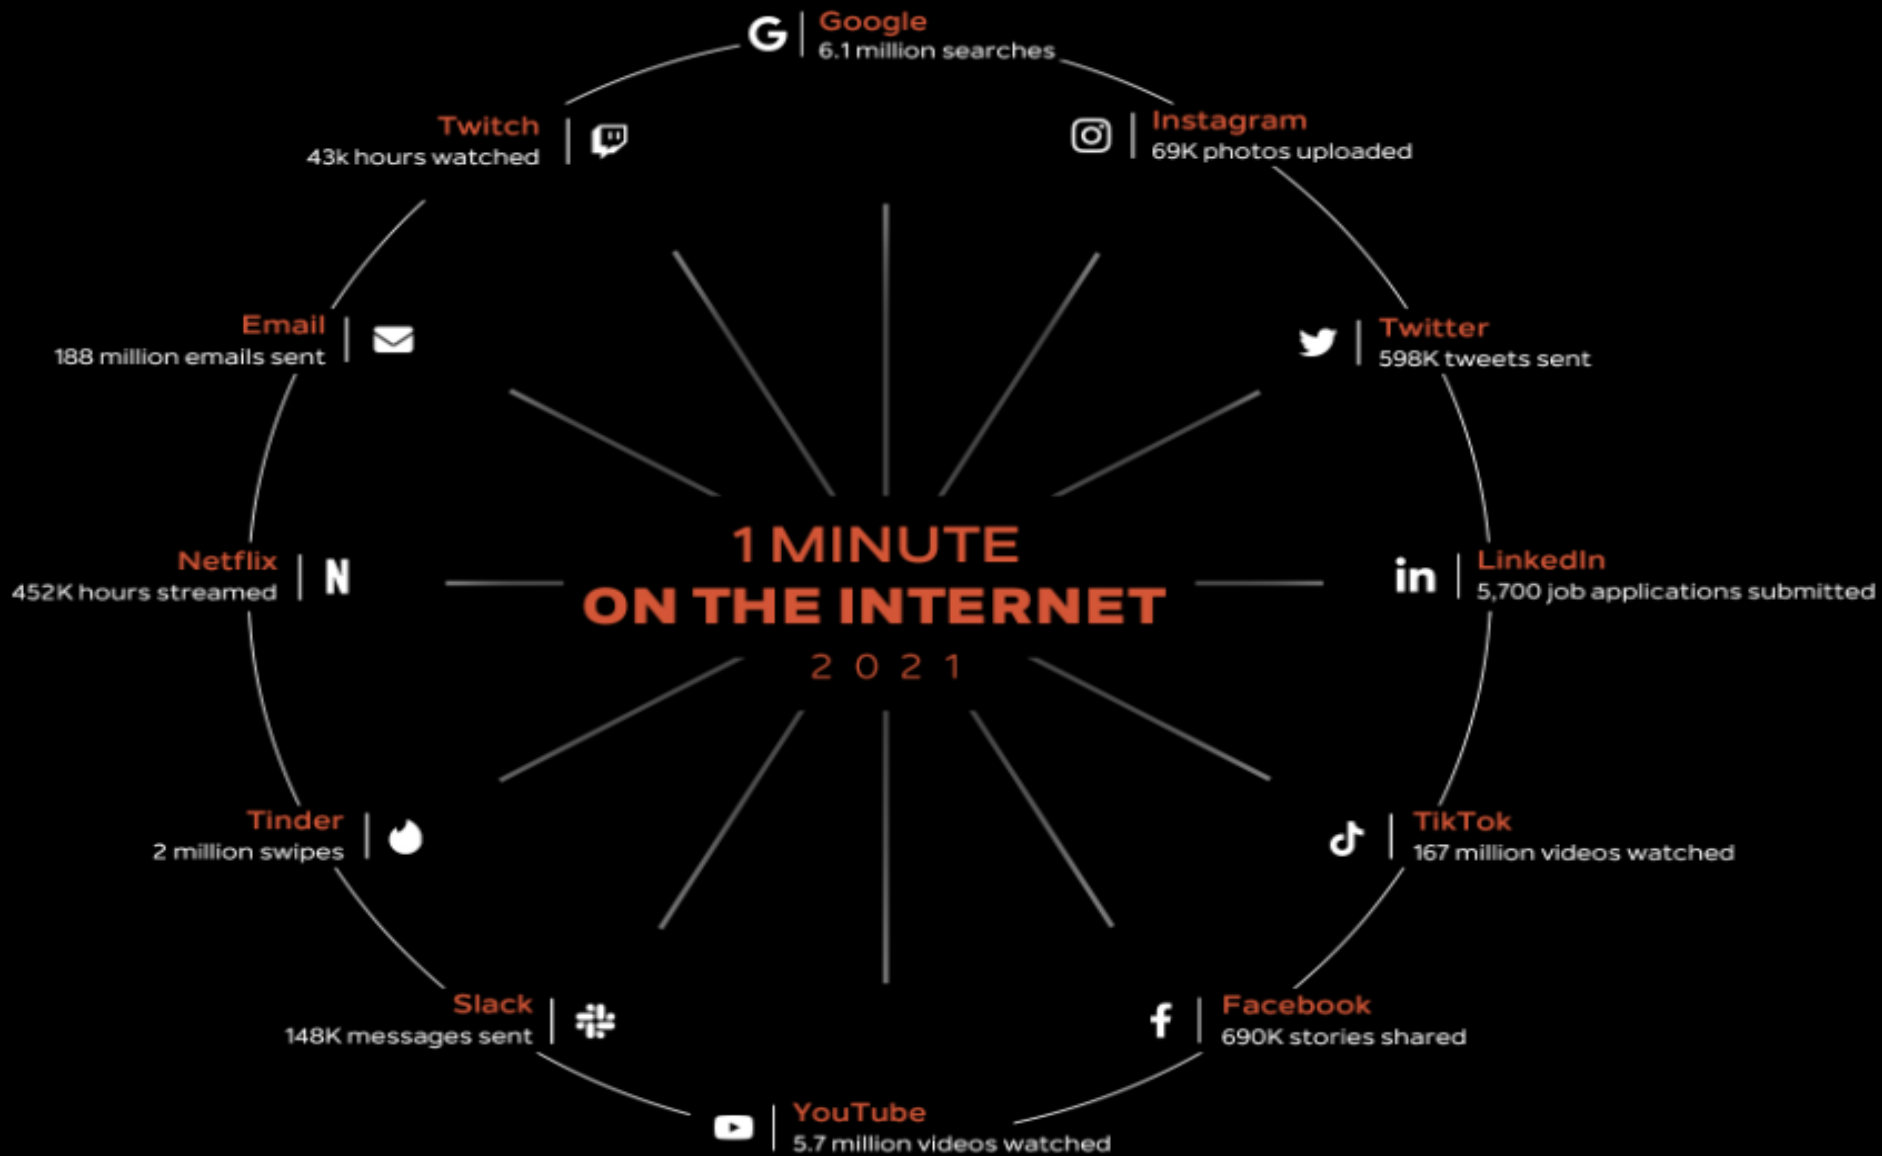 Google
6.1 million searches
Instagram
69K photos uploaded
Twitter
598K tweets sent
LinkedIn
5,700 job applications submitted
TikTok
167 million videos watched
Facebook
690K stories shared
YouTube
5.7 million videos watched
Slack
148K messages sent
Tinder
2 million swipes
Netflix
452K hours streamed
Email
188 million emails sent
Twitch
43k hours watched
1 MINUTE
ON THE INTERNET
2021